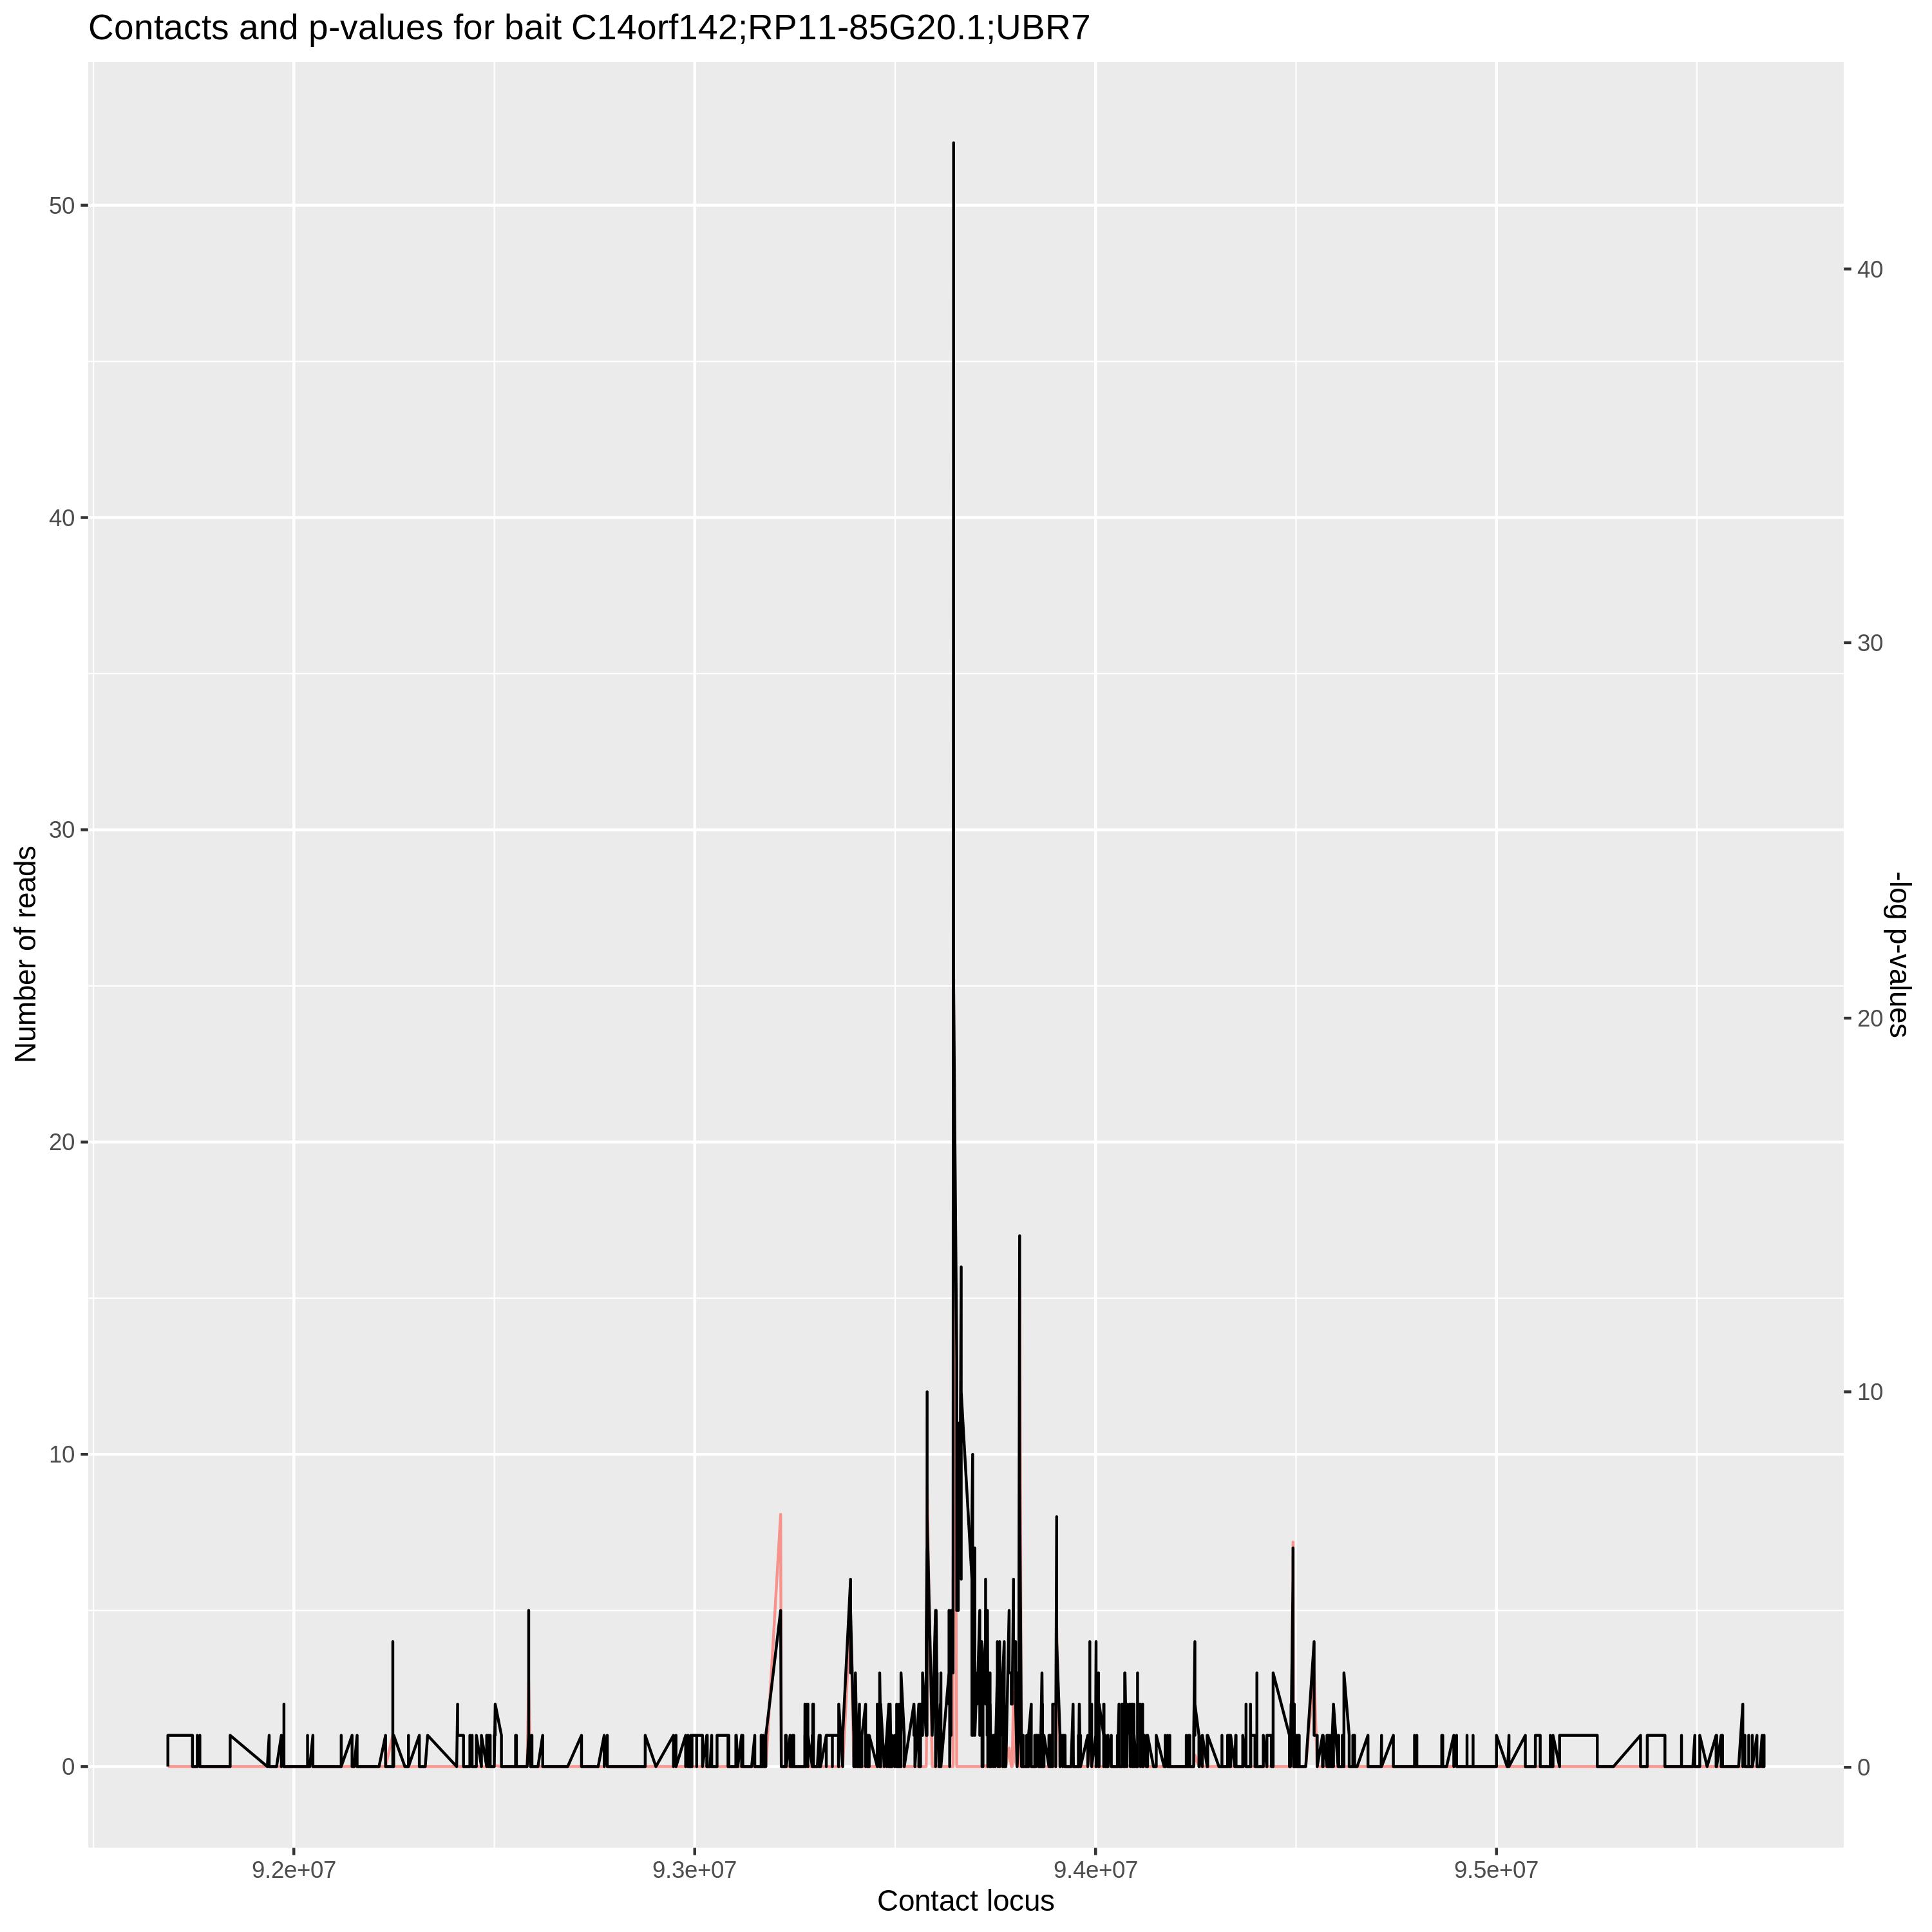 Contacts and p-values for bait C14orf142;RP11-85G20.1;UBR7
50
40
30
20
10
0
Number of reads
40
30
20
10
0
-log p-values
9.2e+07
9.3e+07
9.4e+07
9.5e+07
Contact locus